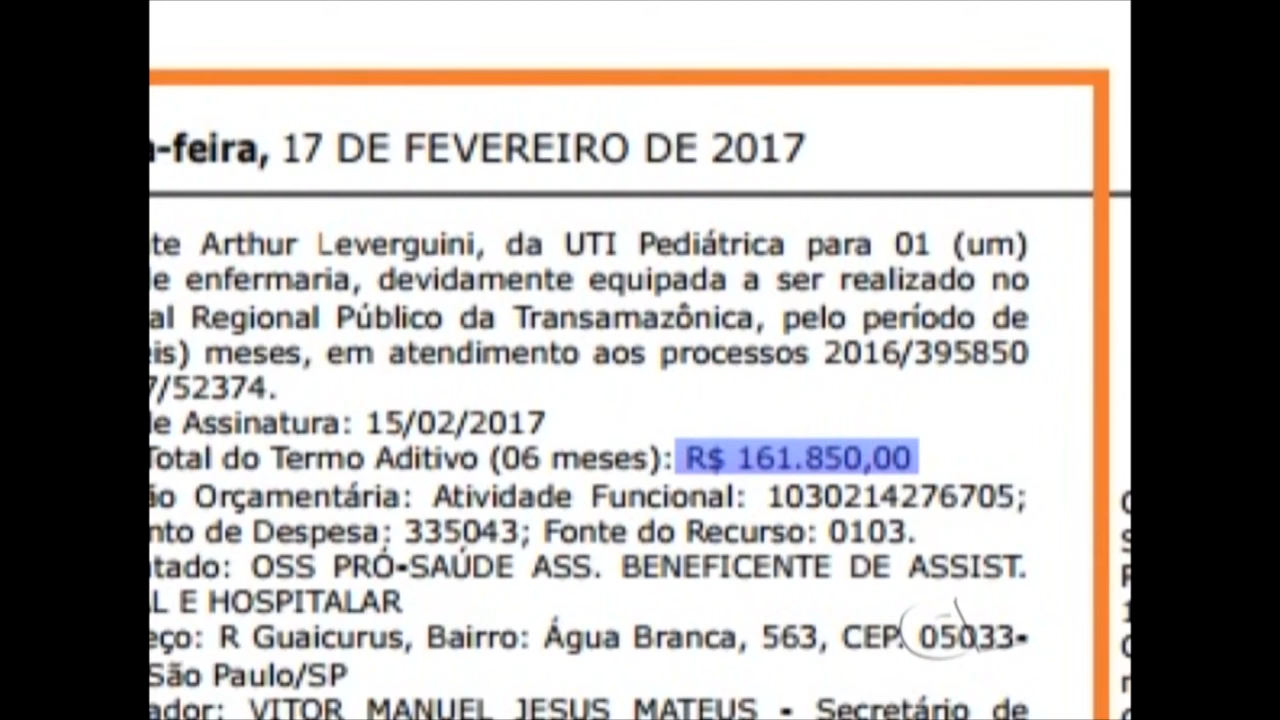 -feira, 17 DE FEVEREIRO DE 2017
te Arthur Leverguini, da UTI Pediátrica para 01 (um)
e enfermaria, devidamente equipada a ser realizado no
al Regional Público da Transamazônica, pelo período de
eis) meses, em atendimento aos processos 2016/395850
7/52374.
de Assinatura: 15/02/2017
Total do Termo Aditivo (06 meses): R$ 161.850,00
ão Orçamentária: Atividade Funcional: 1030214276705;
nto de Despesa: 335043; Fonte do Recurso: 0103.
tado: OSS PRÓ-SAÚDE ASS. BENEFICENTE DE ASSIST.
L E HOSPITALAR
eço: R Guaicurus, Bairro: Água Branca, 563, CEP. 05033-
São Paulo/SP
ador: VITOR MANUEL JESUS MATEUS - Secretário de